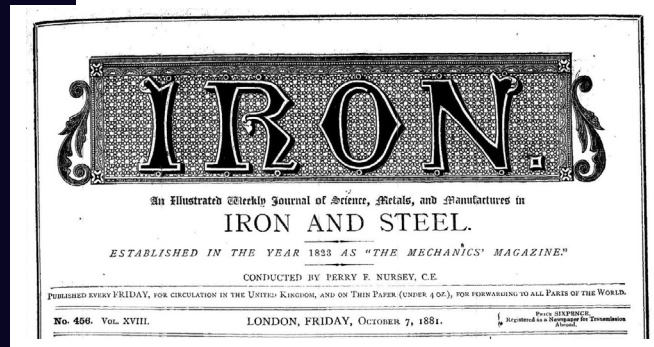 IRON.
An Illustrated Weekly Journal of Science, Metals, and Manufactures in
IRON AND STEEL.
ESTABLISHED IN THE YEAR 1823 AS "THE MECHANICS' MAGAZINE."
CONDUCTED BY PERRY F. NURSEY, C.E.
PUBLISHED EVERY FRIDAY, FOR CIRCULATION IN THE UNITED KINGDOM, AND ON THIN PAPER (UNDER 4 OZ.), FOR FORWARDING TO ALL PARTS OF THE WORLD.
No. 456. VOL. XVIII. LONDON, FRIDAY, OCTOBER 7, 1881. PRICE SIXPENCE,
Registered as a Newspaper for Transmission
Abroad.